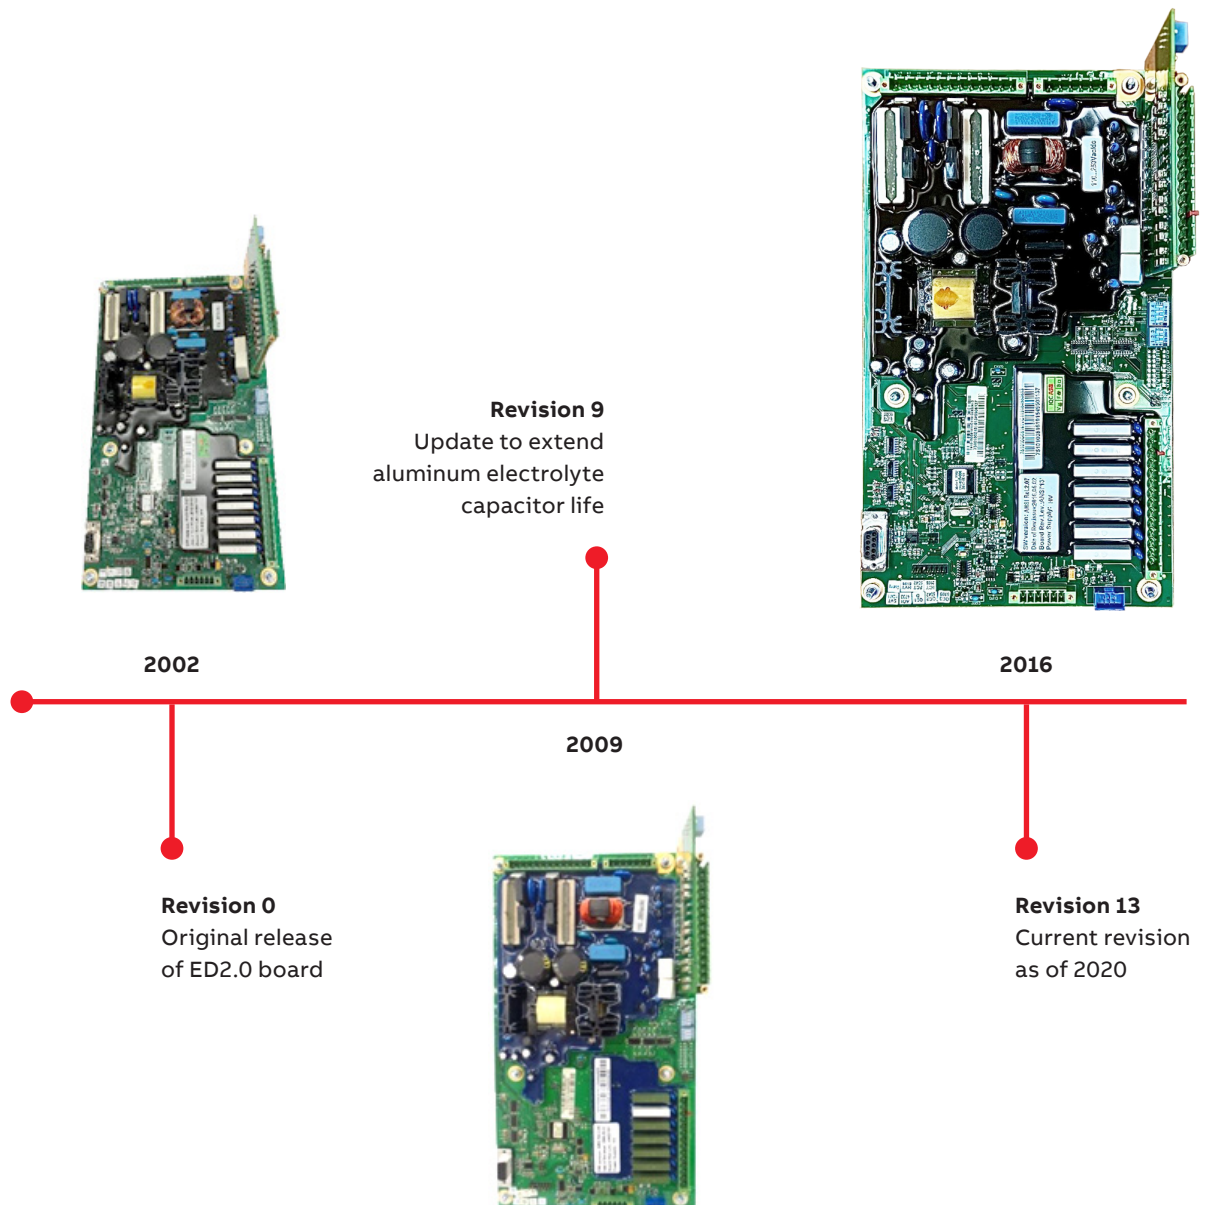 Revision 9
Update to extend
aluminum electrolyte
capacitor life
2002
2016
2009
Revision 0
Original release
of ED2.0 board
Revision 13
Current revision
as of 2020